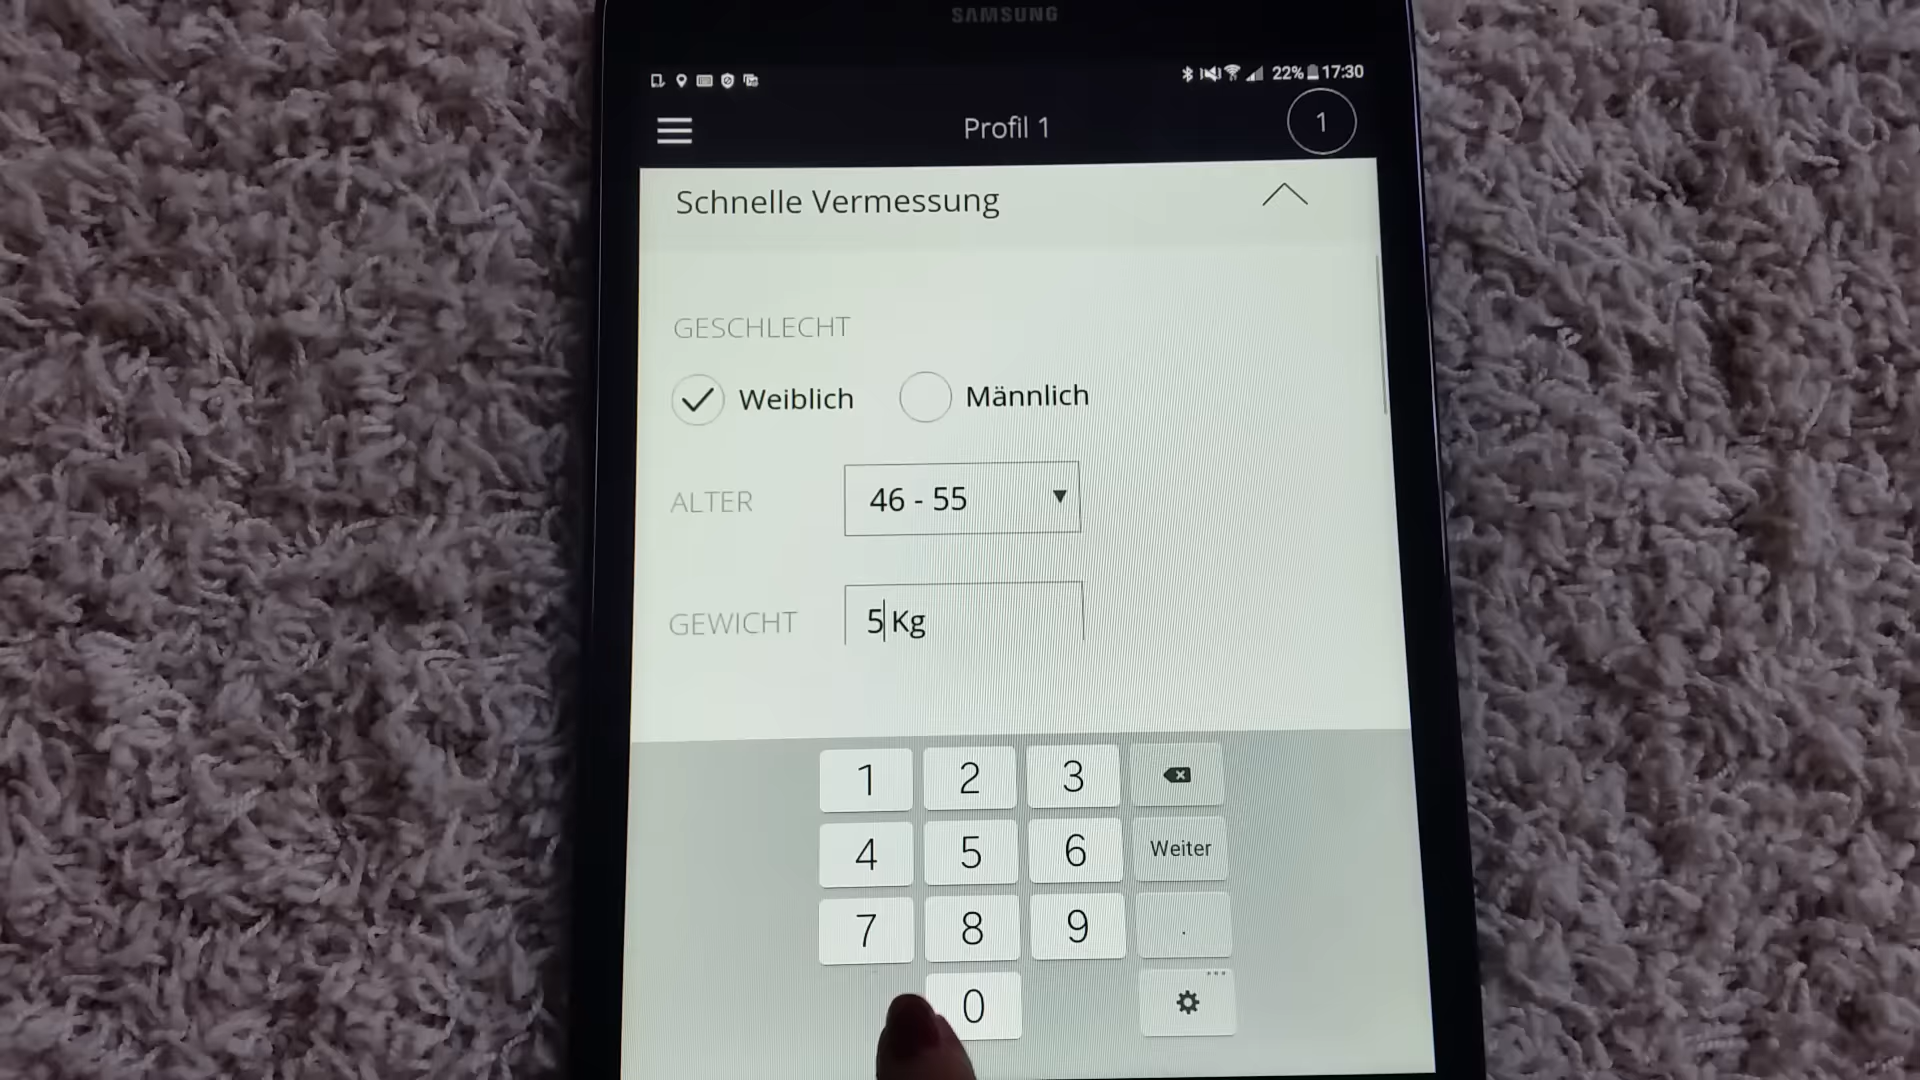 SAMSUNG
22% 17:30
Profil 1
1
Schnelle Vermessung
GESCHLECHT
Weiblich Männlich
ALTER 46 - 55
GEWICHT 5 Kg
1 2 3
4 5 6 Weiter
7 8 9 .
0